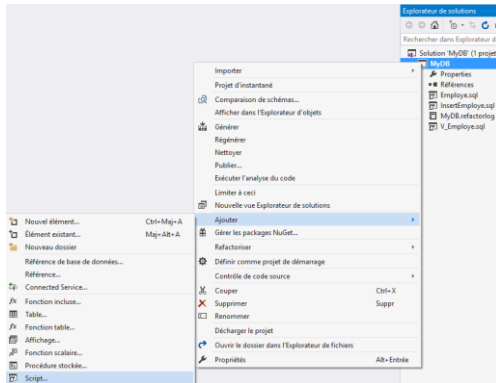 Explorateur de solutions
Rechercher dans Explorateur d
Solution 'MyDB' (1 projet
MyDB
Properties
Références
Employe.sql
InsertEmploye.sql
MyDB.refactorlog
V_Employe.sql
Importer
Projet d'instantané
Comparaison de schémas...
Afficher dans l'Explorateur d'objets
Générer
Régénérer
Nettoyer
Publier...
Exécuter l'analyse du code
Limiter à ceci
Nouvelle vue Explorateur de solutions
Ajouter
Gérer les packages NuGet...
Refactoriser
Définir comme projet de démarrage
Contrôle de code source
Couper Ctrl+X
Supprimer Suppr
Renommer
Décharger le projet
Ouvrir le dossier dans l'Explorateur de fichiers
Propriétés Alt+Entrée
Nouvel élément... Ctrl+Maj+A
Élément existant... Maj+Alt+A
Nouveau dossier
Référence de base de données...
Référence...
Connected Service...
Fonction incluse...
Table...
Fonction table...
Affichage...
Fonction scalaire...
Procédure stockée...
Script...